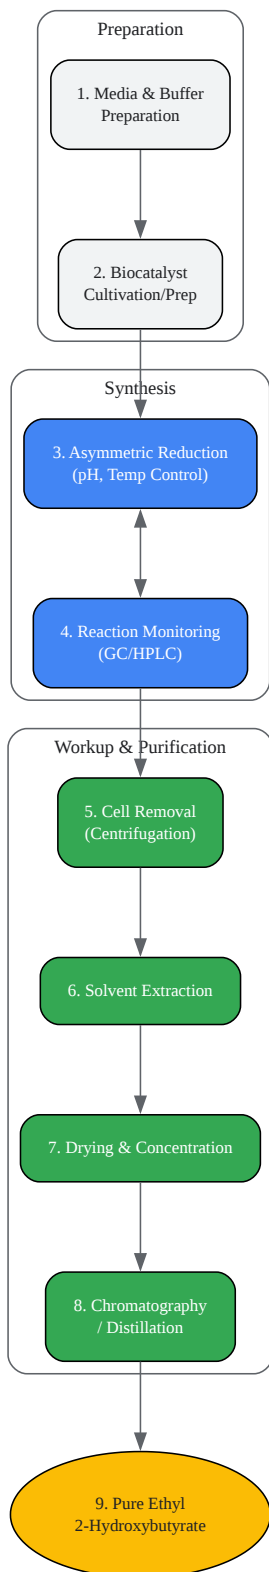 Preparation
1. Media & Buffer
Preparation
2. Biocatalyst
Cultivation/Prep
Synthesis
3. Asymmetric Reduction
(pH, Temp Control)
4. Reaction Monitoring
(GC/HPLC)
Workup & Purification
5. Cell Removal
(Centrifugation)
6. Solvent Extraction
7. Drying & Concentration
8. Chromatography
/ Distillation
9. Pure Ethyl
2-Hydroxybutyrate